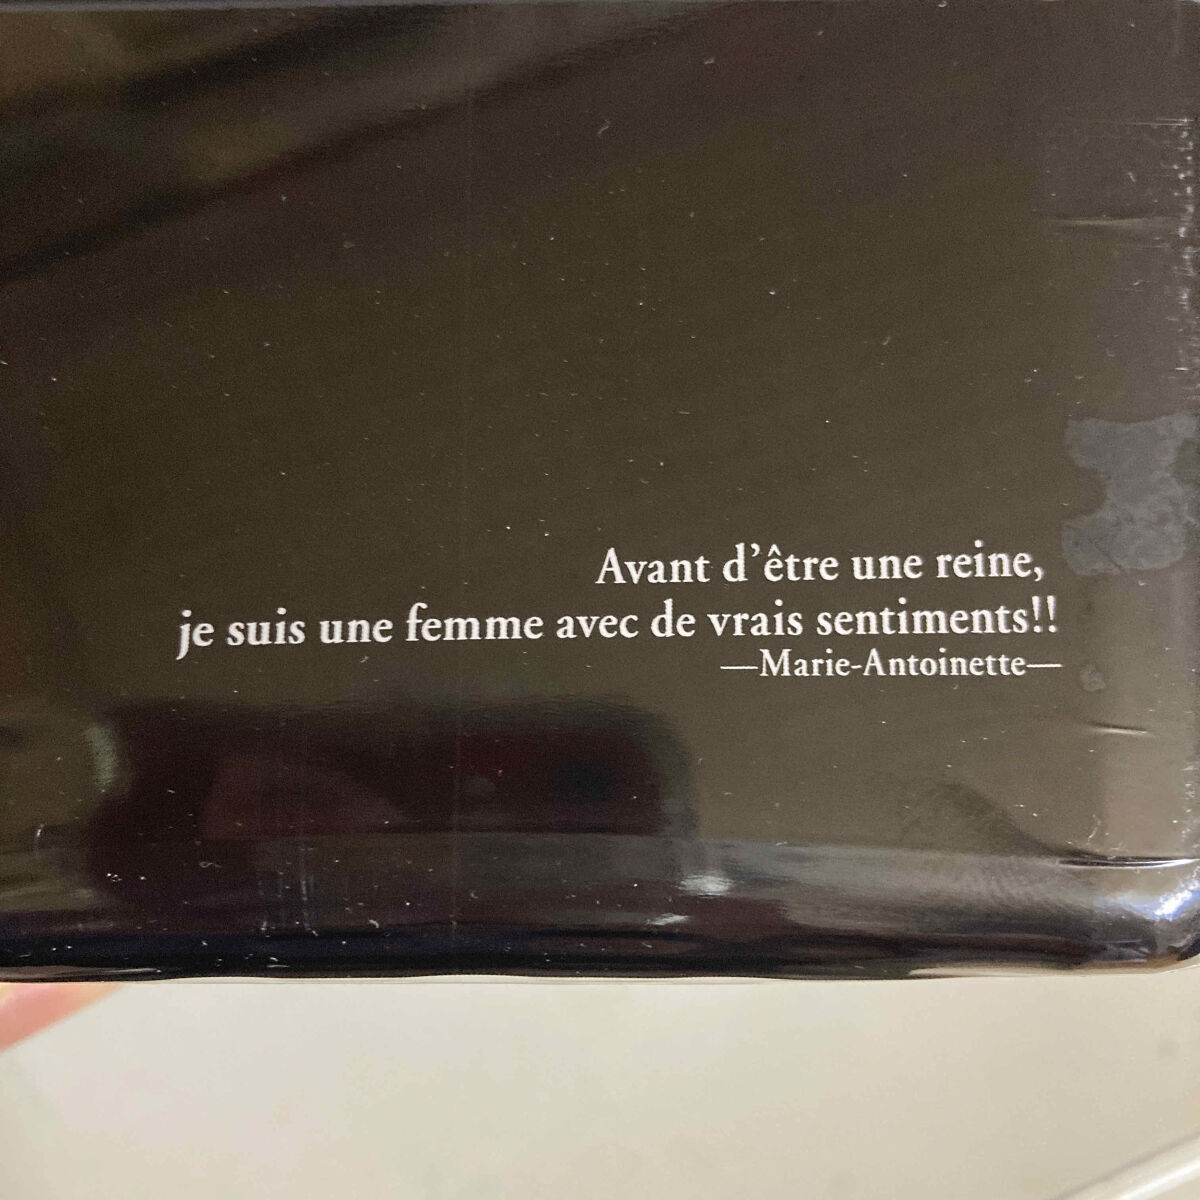 Avant d’être une reine,
je suis une femme avec de vrais sentiments!!
—Marie-Antoinette—